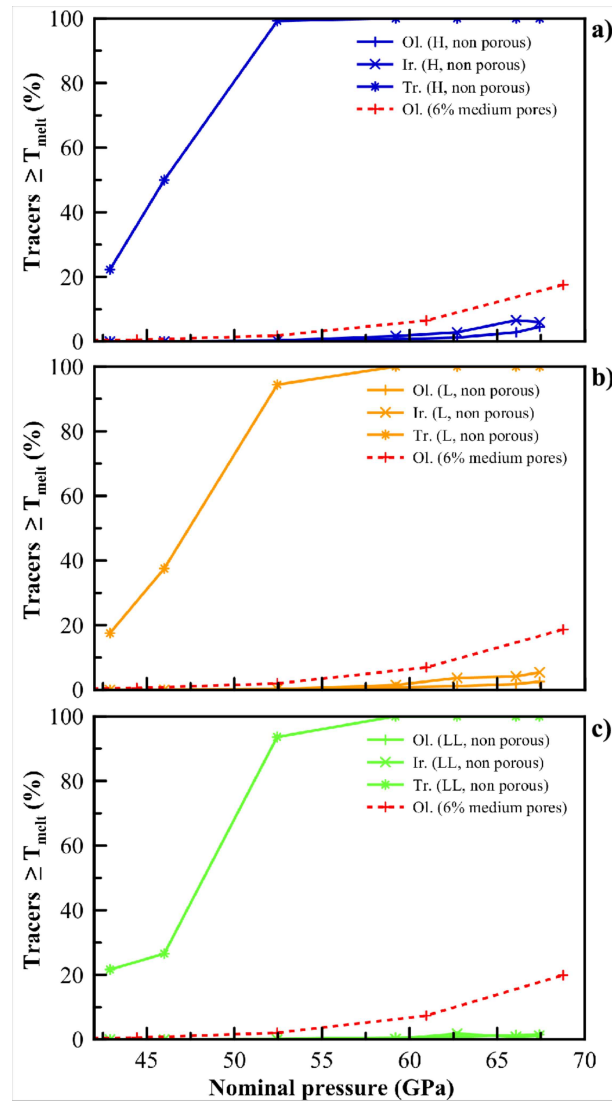 100
80
60
40
20
0
Tracers ≥ Tmelt (%)
a)
Ol. (H, non porous)
Ir. (H, non porous)
Tr. (H, non porous)
Ol. (6% medium pores)
100
80
60
40
20
0
Tracers ≥ Tmelt (%)
b)
Ol. (L, non porous)
Ir. (L, non porous)
Tr. (L, non porous)
Ol. (6% medium pores)
100
80
60
40
20
0
Tracers ≥ Tmelt (%)
c)
Ol. (LL, non porous)
Ir. (LL, non porous)
Tr. (LL, non porous)
Ol. (6% medium pores)
45 50 55 60 65 70
Nominal pressure (GPa)